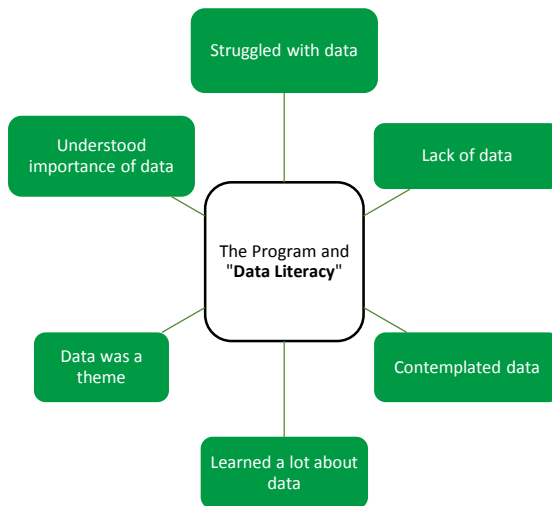 Struggled with data
Understood
importance of data
Lack of data
The Program and
"Data Literacy"
Data was a
theme
Contemplated data
Learned a lot about
data